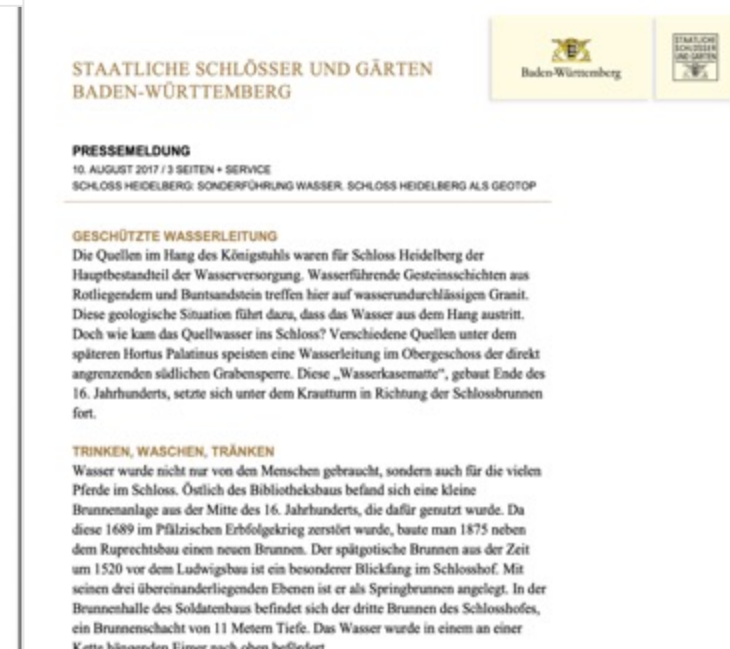 STAATLICHE SCHLÖSSER UND GÄRTEN
BADEN-WÜRTTEMBERG
Baden-Württemberg
STAATLICHE
SCHLÖSSER
UND GÄRTEN
PRESSEMELDUNG
10. AUGUST 2017 / 3 SEITEN + SERVICE
SCHLOSS HEIDELBERG: SONDERFÜHRUNG WASSER. SCHLOSS HEIDELBERG ALS GEOTOP
GESCHÜTZTE WASSERLEITUNG
Die Quellen im Hang des Königstuhls waren für Schloss Heidelberg der
Hauptbestandteil der Wasserversorgung. Wasserführende Gesteinsschichten aus
Rotliegendem und Buntsandstein treffen hier auf wasserundurchlässigen Granit.
Diese geologische Situation führt dazu, dass das Wasser aus dem Hang austritt.
Doch wie kam das Quellwasser ins Schloss? Verschiedene Quellen unter dem
späteren Hortus Palatinus speisten eine Wasserleitung im Obergeschoss der direkt
angrenzenden südlichen Grabensperre. Diese „Wasserkasematte“, gebaut Ende des
16. Jahrhunderts, setzte sich unter dem Krautturm in Richtung der Schlossbrunnen
fort.
TRINKEN, WASCHEN, TRÄNKEN
Wasser wurde nicht nur von den Menschen gebraucht, sondern auch für die vielen
Pferde im Schloss. Östlich des Bibliotheksbaus befand sich eine kleine
Brunnenanlage aus der Mitte des 16. Jahrhunderts, die dafür genutzt wurde. Da
diese 1689 im Pfälzischen Erbfolgekrieg zerstört wurde, baute man 1875 neben
dem Ruprechtsbau einen neuen Brunnen. Der spätgotische Brunnen aus der Zeit
um 1520 vor dem Ludwigsbau ist ein besonderer Blickfang im Schlosshof. Mit
seinen drei übereinanderliegenden Ebenen ist er als Springbrunnen angelegt. In der
Brunnenhalle des Soldatenbaus befindet sich der dritte Brunnen des Schlosshofes,
ein Brunnenschacht von 11 Metern Tiefe. Das Wasser wurde in einem an einer
Kette hängenden Eimer nach oben befördert.